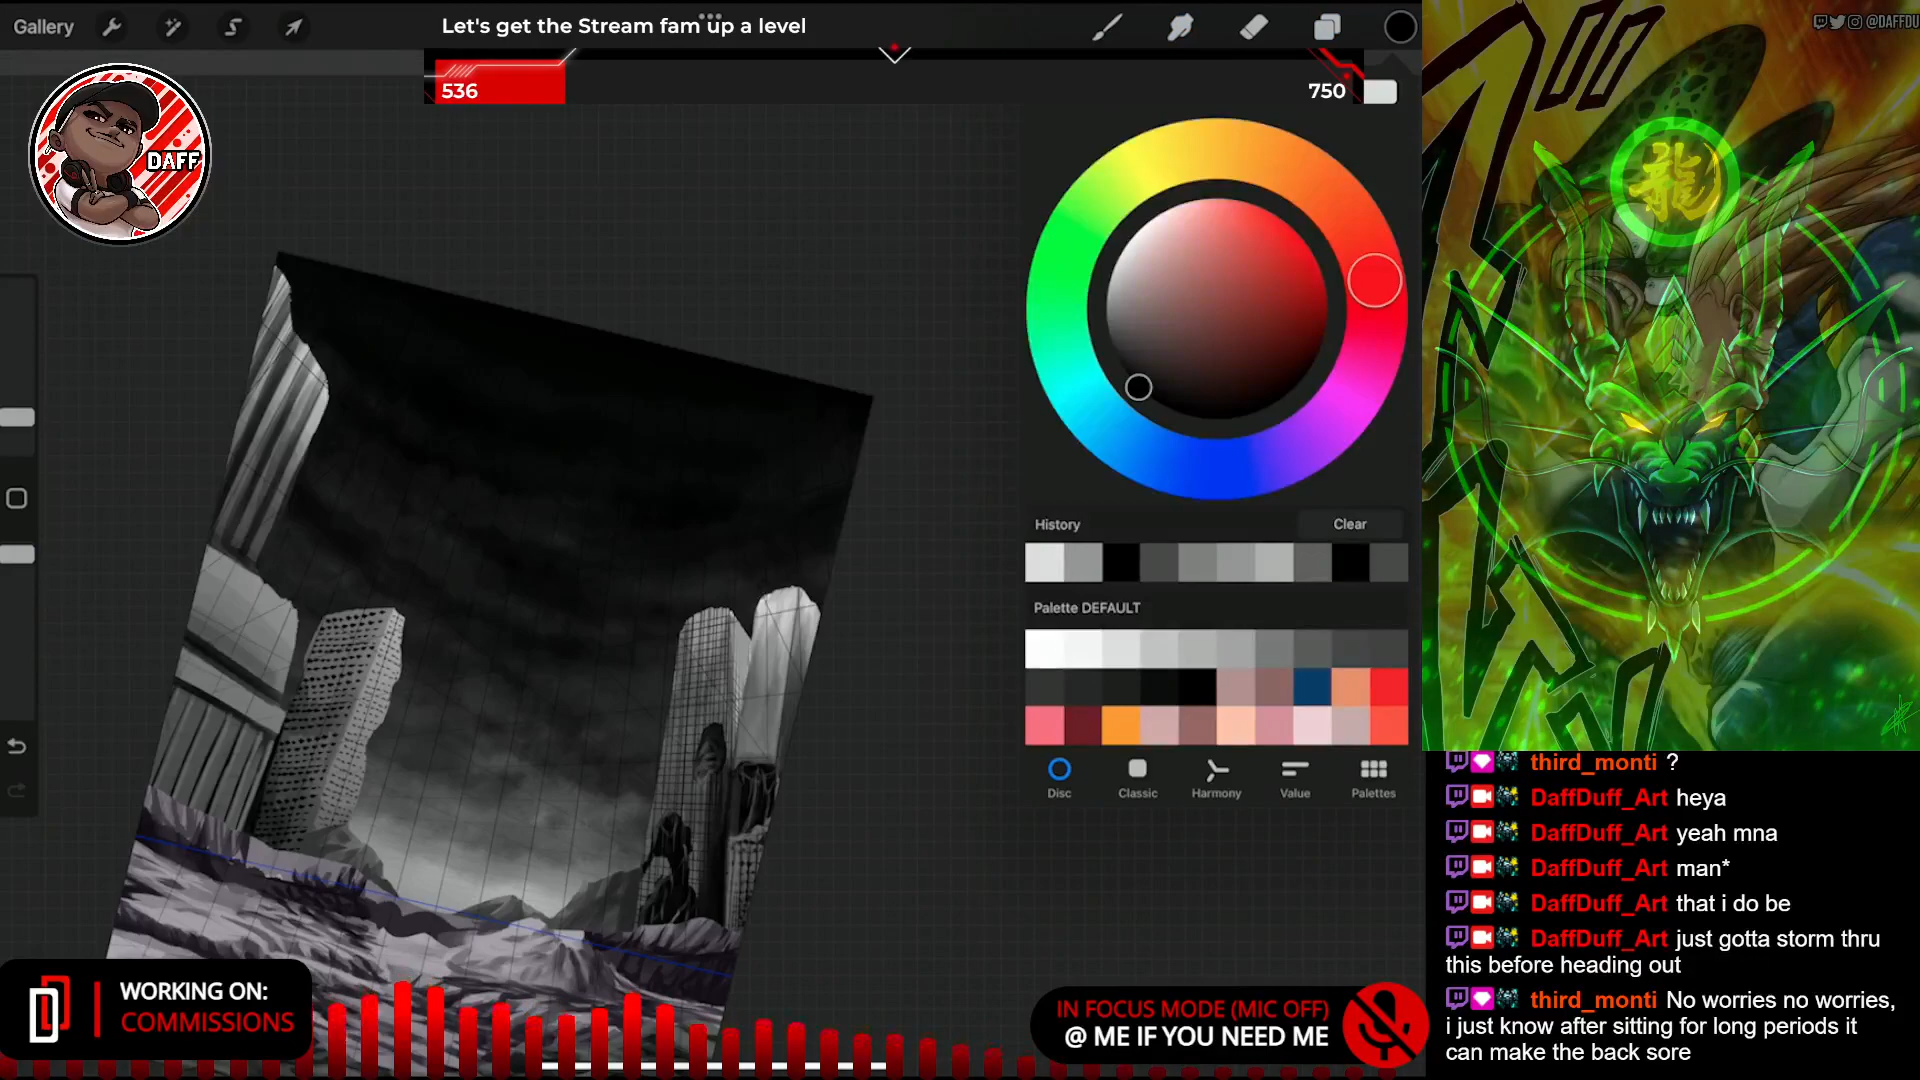 Gallery
Let's get the Stream fam up a level
536
750
DAFF
@DAFFDU
龍
History
Clear
Palette DEFAULT
Disc
Classic
Harmony
Value
Palettes
third_monti ?
DaffDuff_Art heya
DaffDuff_Art yeah mna
DaffDuff_Art man*
DaffDuff_Art that i do be
DaffDuff_Art just gotta storm thru
this before heading out
third_monti No worries no worries,
i just know after sitting for long periods it
can make the back sore
WORKING ON:
COMMISSIONS
IN FOCUS MODE (MIC OFF)
@ ME IF YOU NEED ME